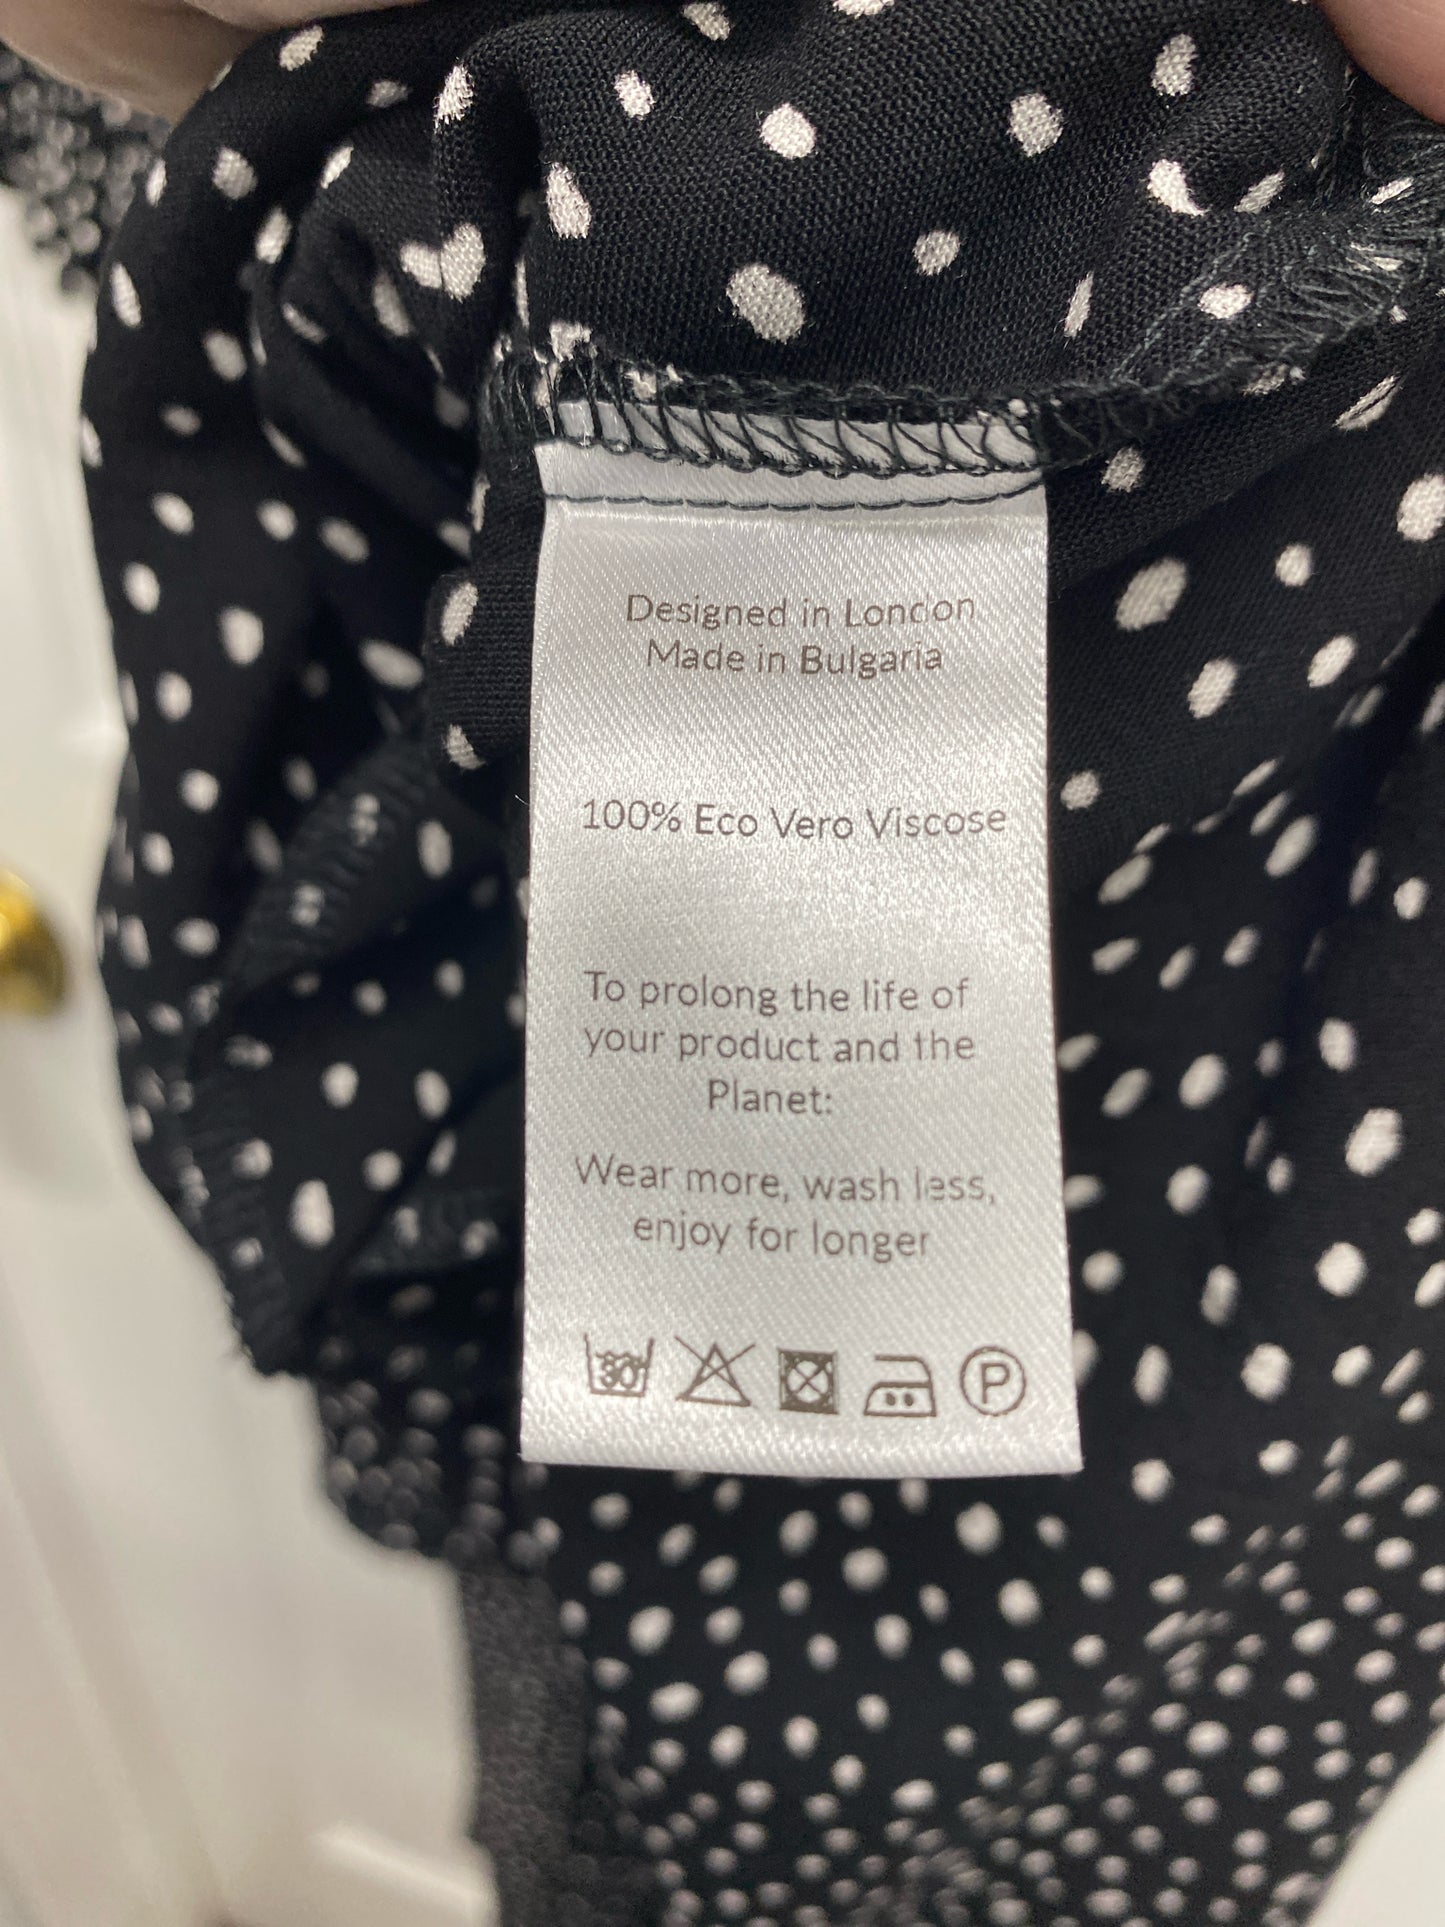 Designed in London
Made in Bulgaria
100% Eco Vero Viscose
To prolong the life of
your product and the
Planet:
Wear more, wash less,
enjoy for longer
30 P